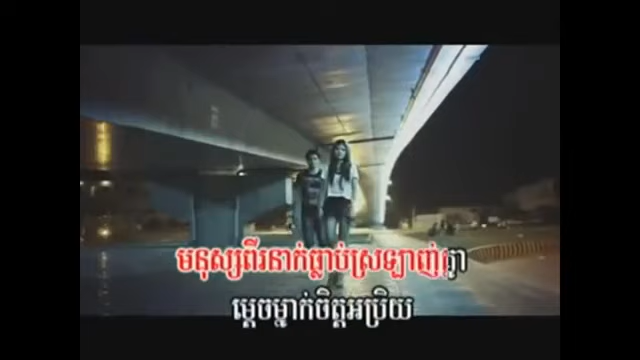 មនុស្សពីរនាក់ធ្លាប់ស្រឡាញ់គ្នា
ម្ដេចម្នាក់ចិត្តអប្រិយ